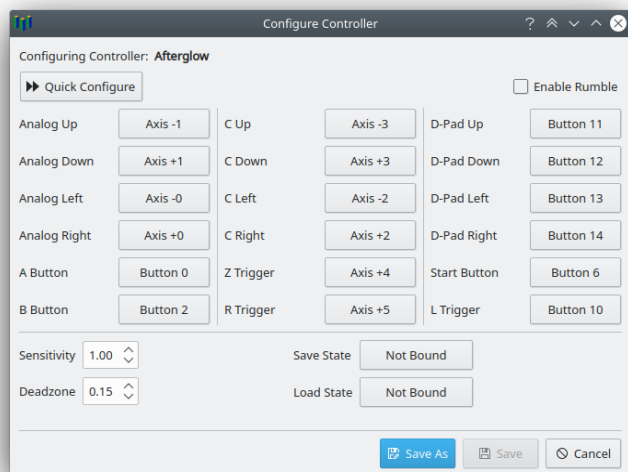 Configure Controller
Configuring Controller: Afterglow
Quick Configure
Enable Rumble
Analog Up Axis -1 C Up Axis -3 D-Pad Up Button 11
Analog Down Axis +1 C Down Axis +3 D-Pad Down Button 12
Analog Left Axis -0 C Left Axis -2 D-Pad Left Button 13
Analog Right Axis +0 C Right Axis +2 D-Pad Right Button 14
A Button Button 0 Z Trigger Axis +4 Start Button Button 6
B Button Button 2 R Trigger Axis +5 L Trigger Button 10
Sensitivity 1.00 Save State Not Bound
Deadzone 0.15 Load State Not Bound
Save As Save Cancel